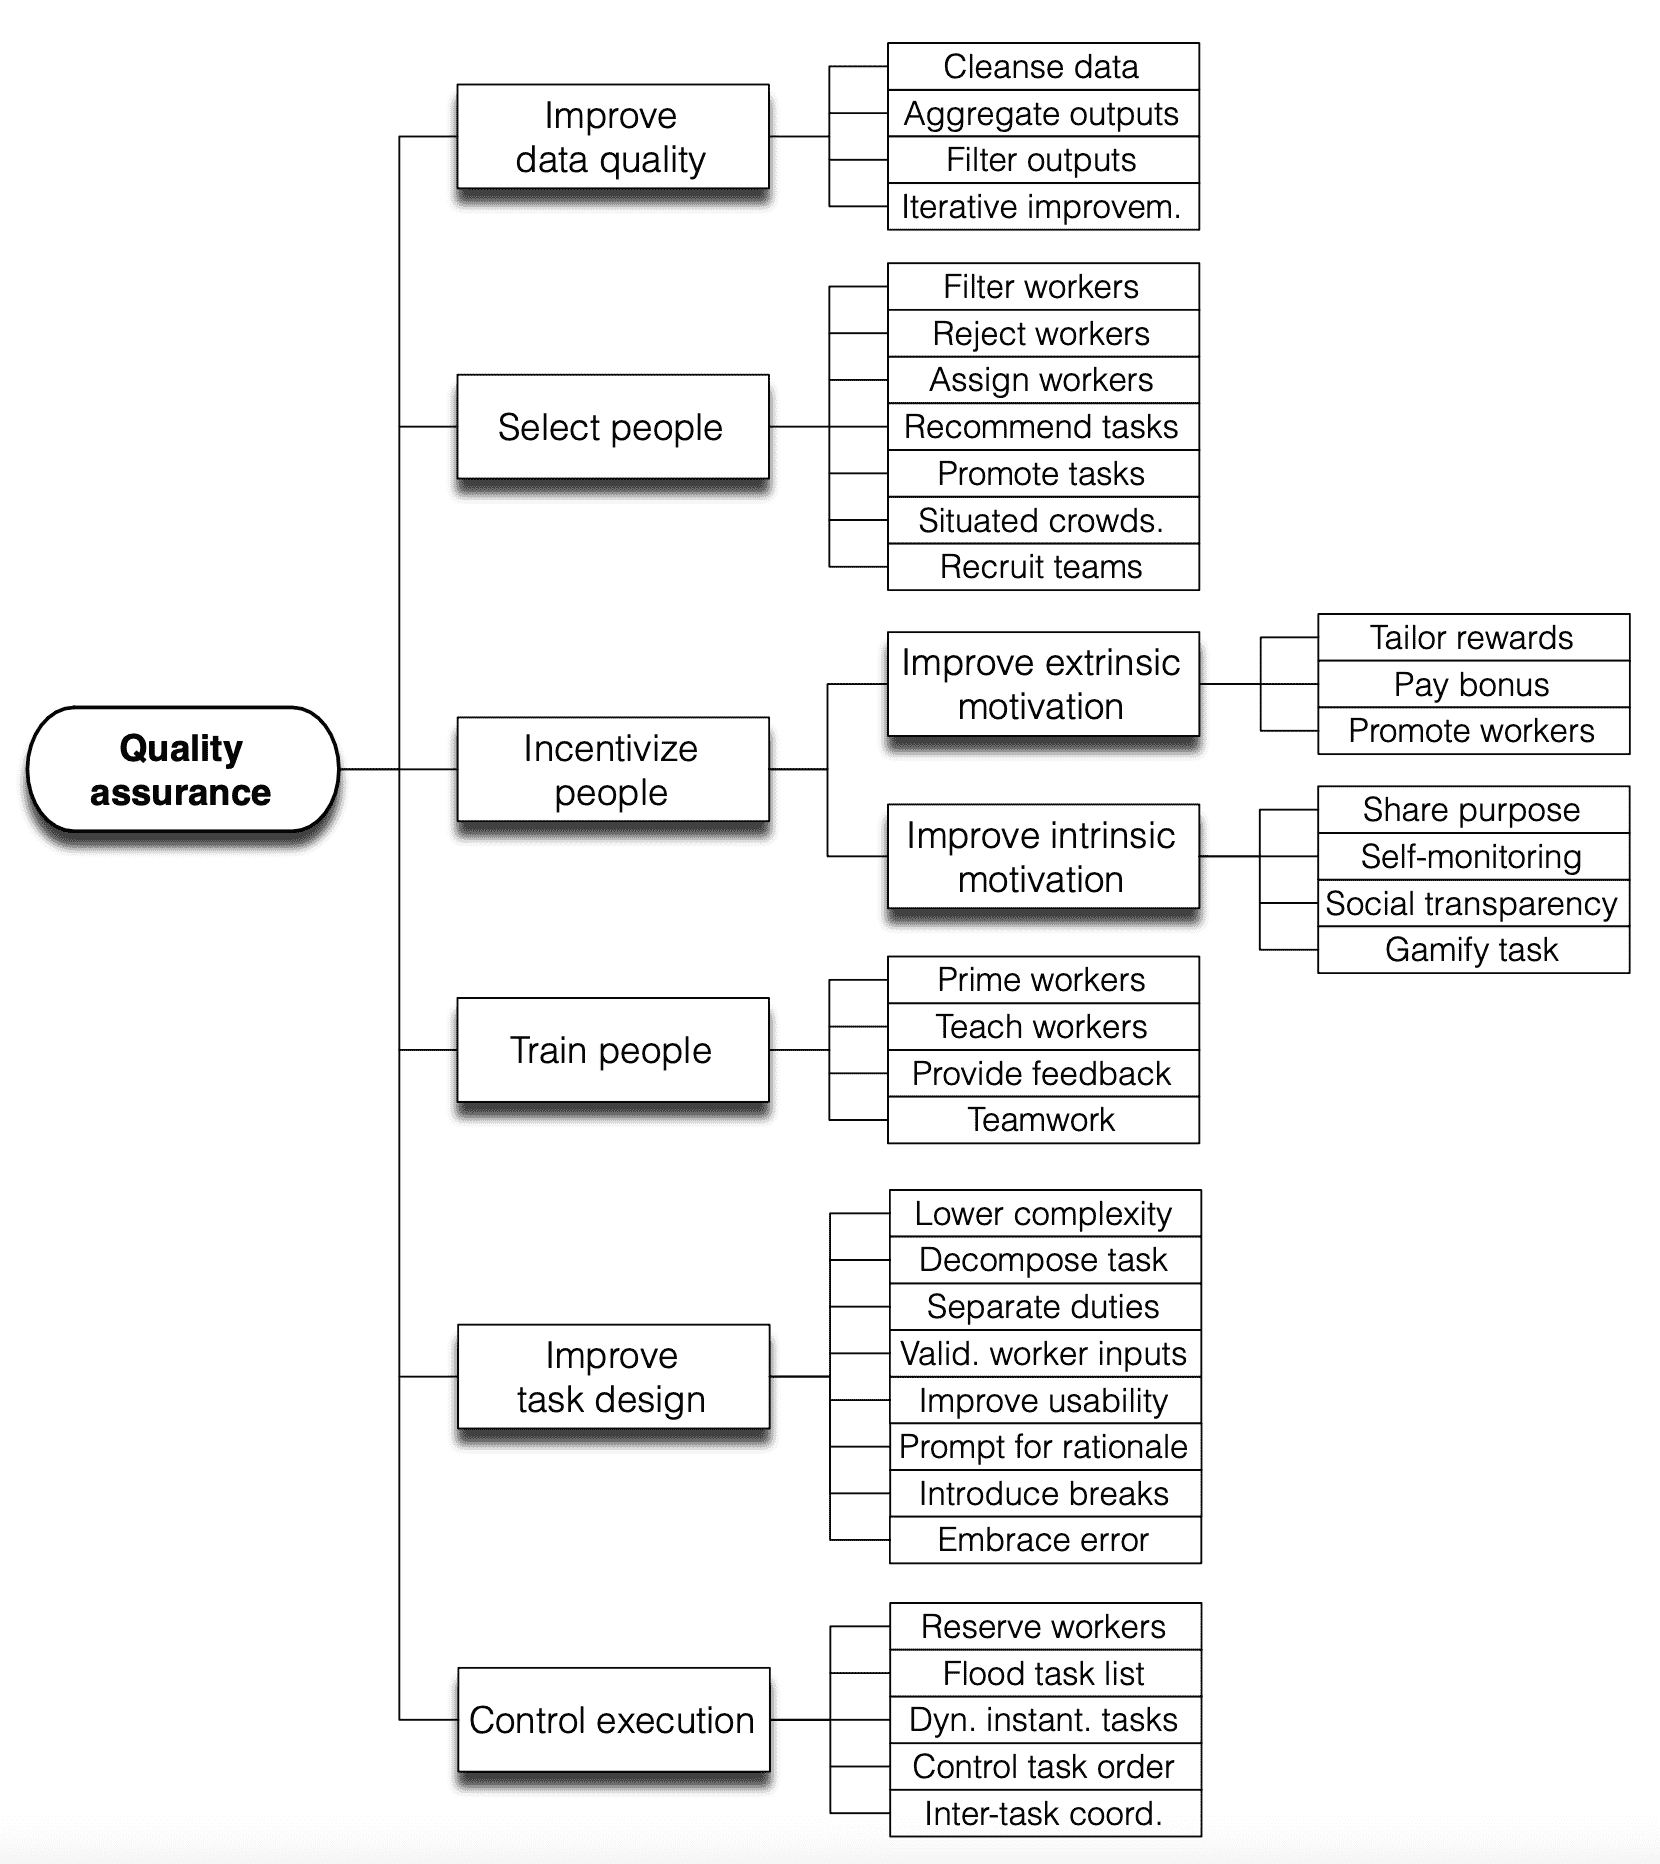 Quality
assurance
Improve
data quality
Cleanse data
Aggregate outputs
Filter outputs
Iterative improvem.
Select people
Filter workers
Reject workers
Assign workers
Recommend tasks
Promote tasks
Situated crowds.
Recruit teams
Incentivize
people
Improve extrinsic
motivation
Tailor rewards
Pay bonus
Promote workers
Improve intrinsic
motivation
Share purpose
Self-monitoring
Social transparency
Gamify task
Train people
Prime workers
Teach workers
Provide feedback
Teamwork
Improve
task design
Lower complexity
Decompose task
Separate duties
Valid. worker inputs
Improve usability
Prompt for rationale
Introduce breaks
Embrace error
Control execution
Reserve workers
Flood task list
Dyn. instant. tasks
Control task order
Inter-task coord.